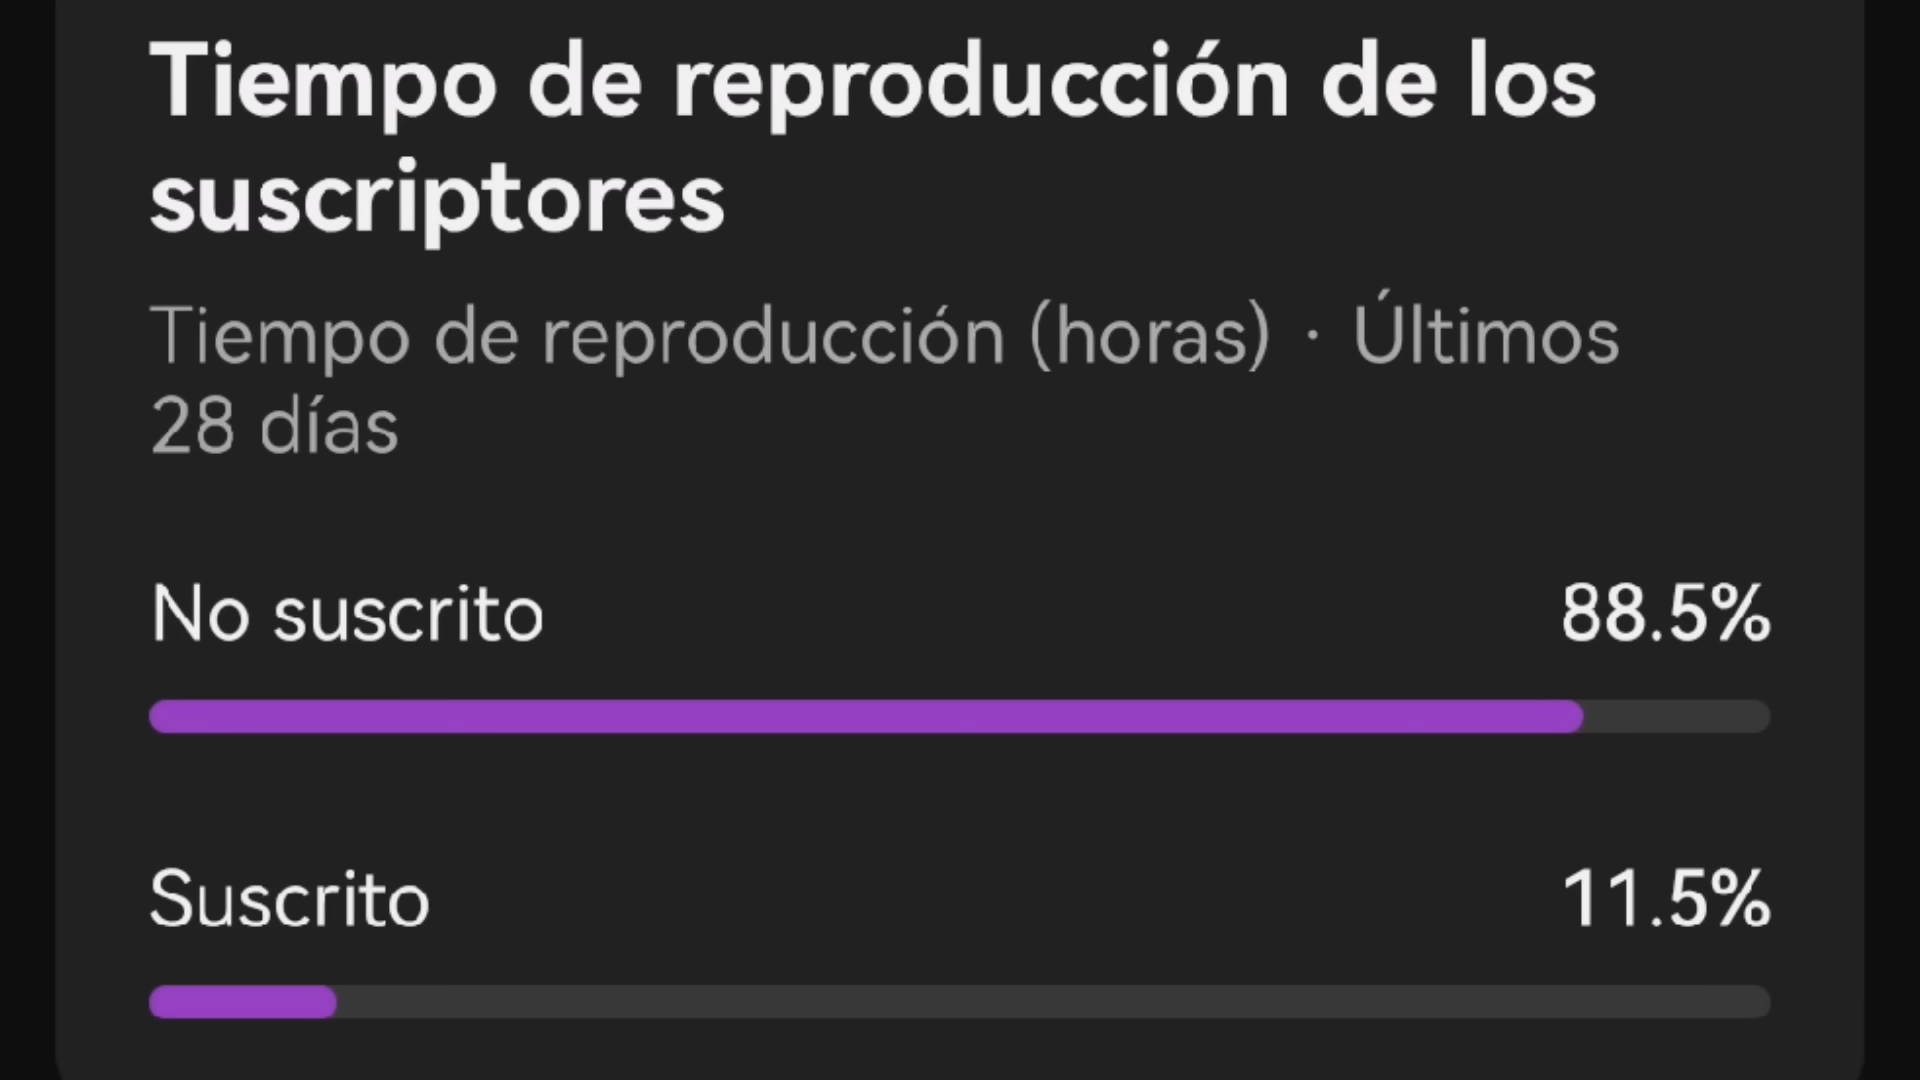 Tiempo de reproducción de los
suscriptores
Tiempo de reproducción (horas) · Últimos
28 días
No suscrito 88.5%
Suscrito 11.5%